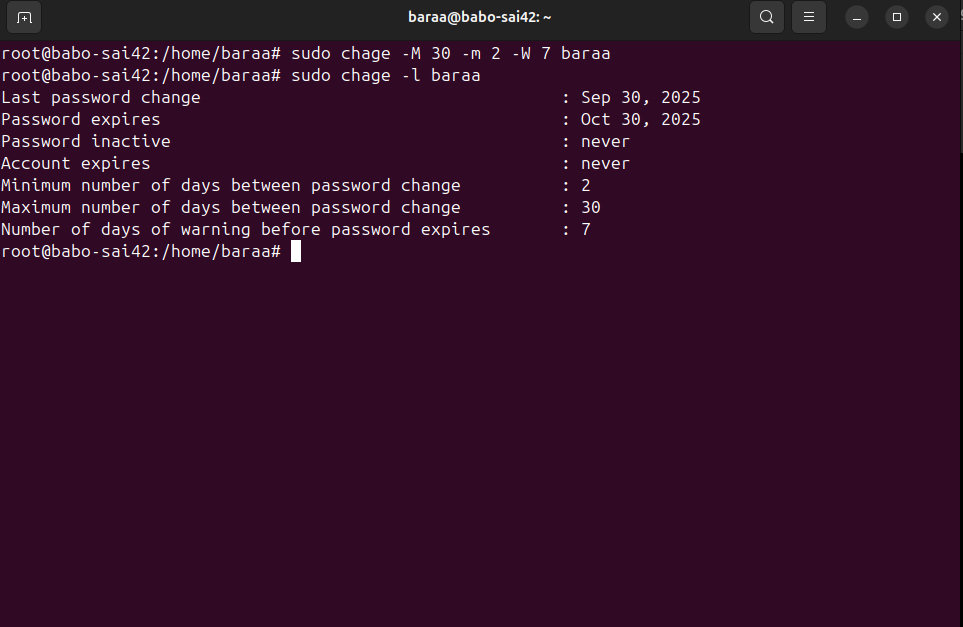 baraa@babo-sai42: ~
root@babo-sai42:/home/baraa# sudo chage -M 30 -m 2 -W 7 baraa
root@babo-sai42:/home/baraa# sudo chage -l baraa
Last password change : Sep 30, 2025
Password expires : Oct 30, 2025
Password inactive : never
Account expires : never
Minimum number of days between password change : 2
Maximum number of days between password change : 30
Number of days of warning before password expires : 7
root@babo-sai42:/home/baraa#